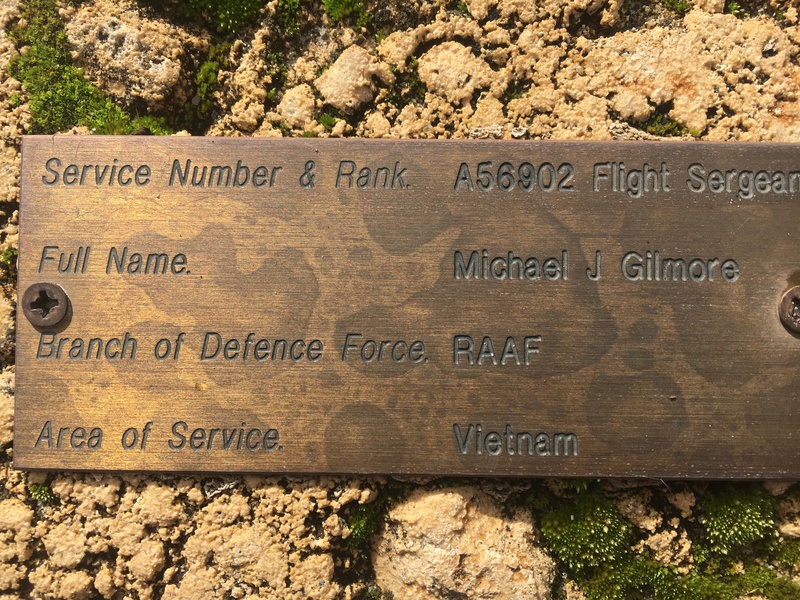 Service Number & Rank. A56902 Flight Sergean
Full Name. Michael J Gilmore
Branch of Defence Force. RAAF
Area of Service. Vietnam